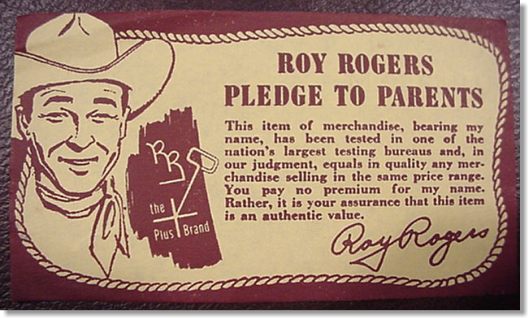 ROY ROGERS
PLEDGE TO PARENTS
This item of merchandise, bearing my
name, has been tested in one of the
nation's largest testing bureaus and, in
our judgment, equals in quality any mer-
chandise selling in the same price range.
You pay no premium for my name.
Rather, it is your assurance that this item
is an authentic value.
Roy Rogers
RR
the
Plus Brand